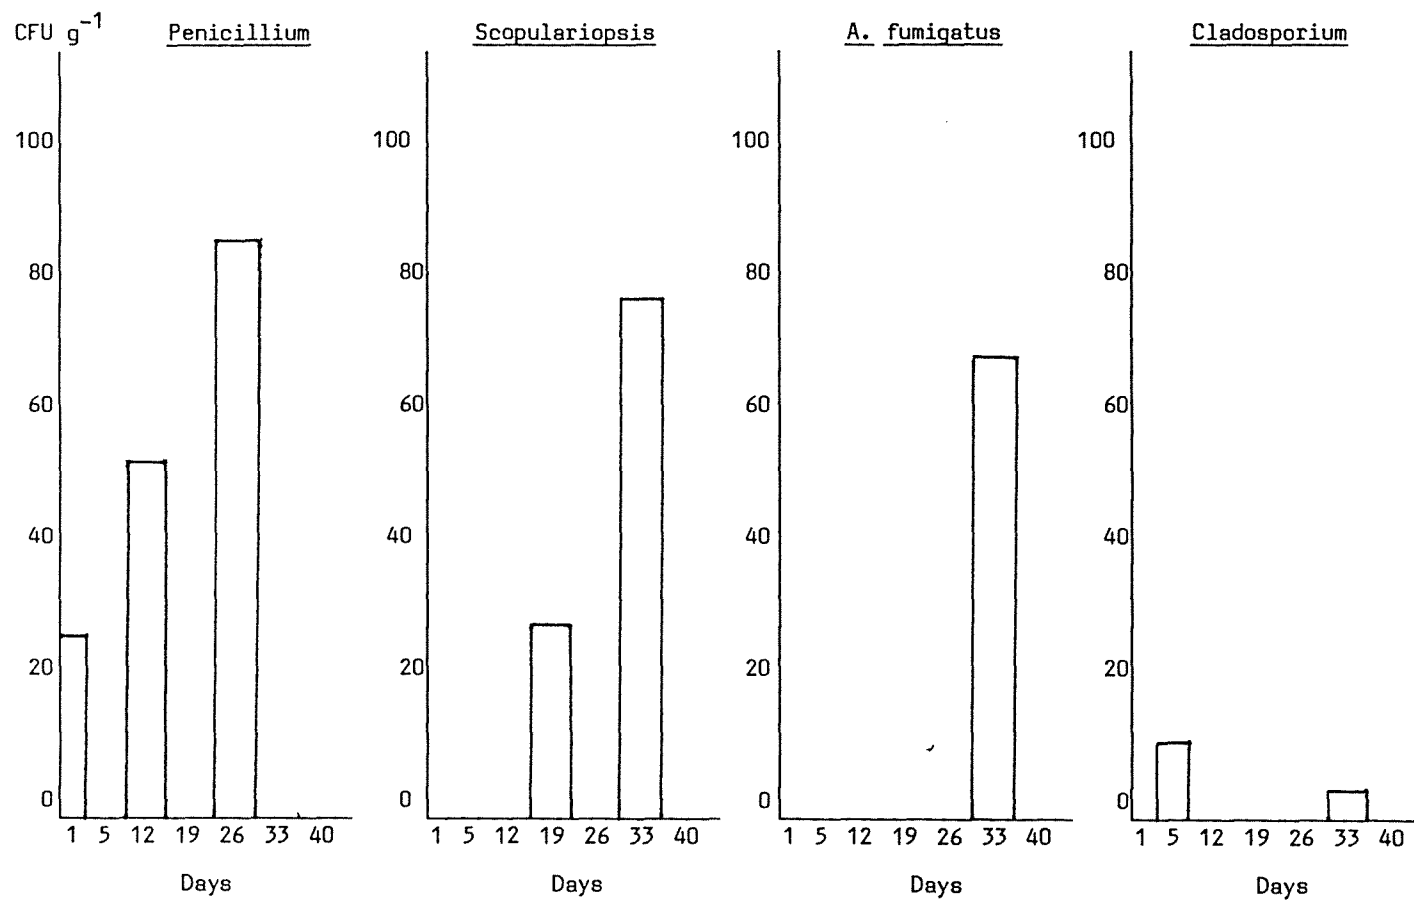 CFU g⁻¹ Penicillium Scopulariopsis A. fumigatus Cladosporium
100 100 100 100
80 80 80 80
60 60 60 60
40 40 40 40
20 20 20 20
0 0 0 0
1 5 12 19 26 33 40 1 5 12 19 26 33 40 1 5 12 19 26 33 40 1 5 12 19 26 33 40
Days Days Days Days